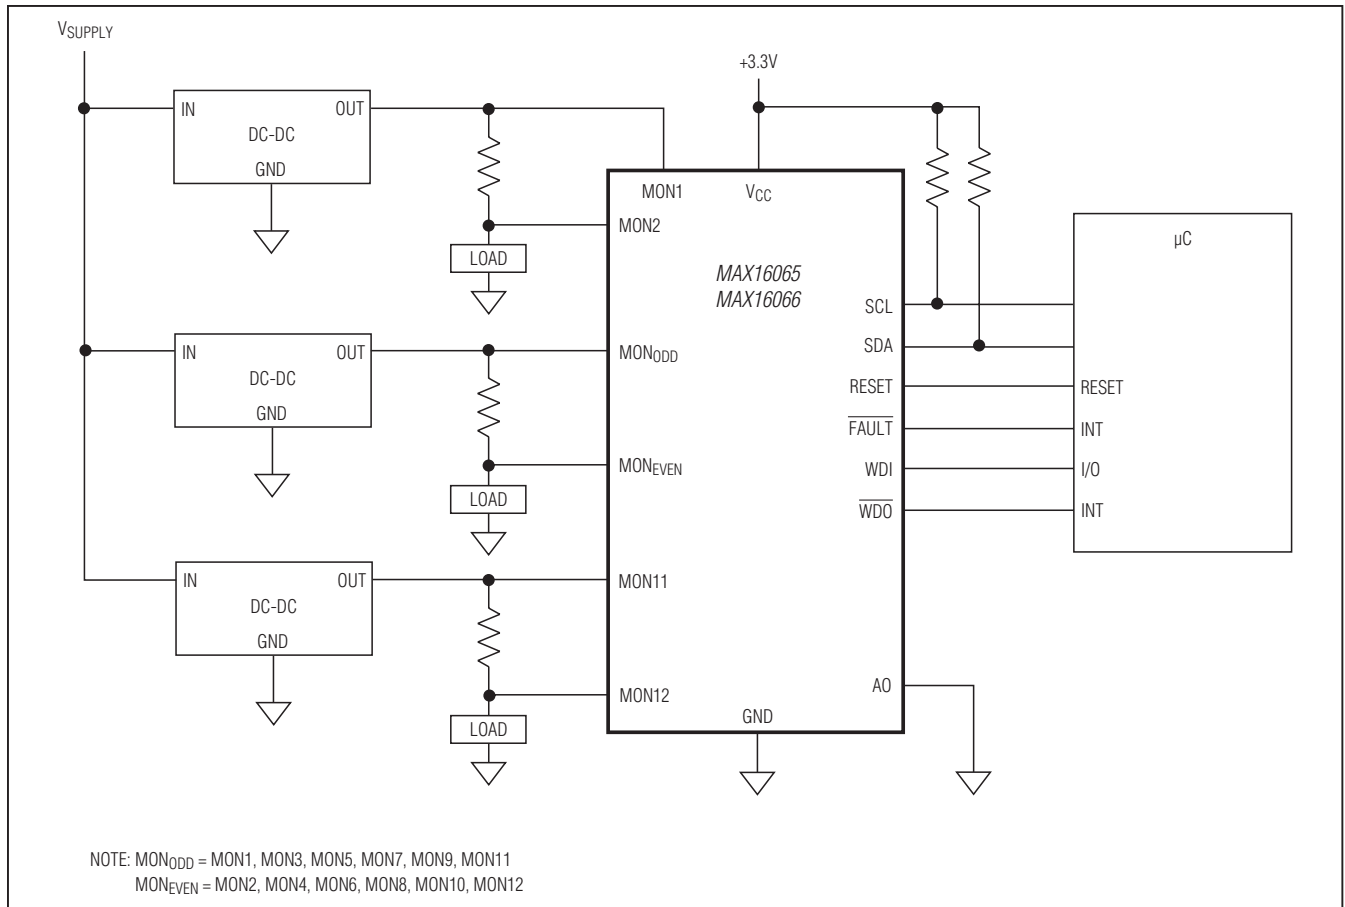 VSUPPLY
+3.3V
IN OUT
DC-DC
GND
MON1 VCC
MON2
LOAD
MAX16065
MAX16066
µC
SCL
SDA
IN OUT
DC-DC
GND
MONODD
RESET RESET
FAULT INT
MONEVEN
WDI I/O
LOAD
WDO INT
IN OUT
DC-DC
GND
MON11
MON12
A0
LOAD
GND
NOTE: MONODD = MON1, MON3, MON5, MON7, MON9, MON11
MONEVEN = MON2, MON4, MON6, MON8, MON10, MON12